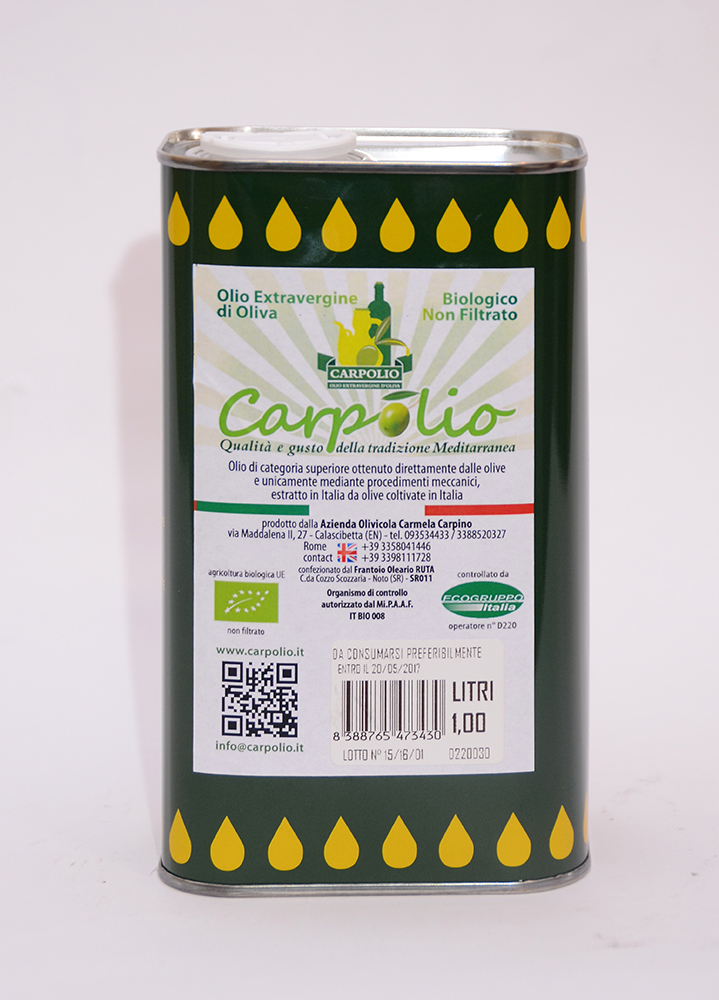 Olio Extravergine
di Oliva
Biologico
Non Filtrato
CARPOLIO
OLIO EXTRAVERGINE D'OLIVA
Carpolio
Qualità e gusto della tradizione Meditarranea
Olio di categoria superiore ottenuto direttamente dalle olive
e unicamente mediante procedimenti meccanici,
estratto in Italia da olive coltivate in Italia
prodotto dalla Azienda Olivicola Carmela Carpino
via Maddalena II, 27 - Calascibetta (EN) - tel. 093534433 / 3388520327
Rome +39 3358041446
contact +39 3398111728
confezionato dal Frantoio Oleario RUTA
C.da Cozzo Scozzaria - Noto (SR) - SR011
agricoltura biologica UE
non filtrato
Organismo di controllo
autorizzato dal Mi.P.A.A.F.
IT BIO 008
controllato da
ECOGRUPPO
Italia
operatore n° D220
www.carpolio.it
info@carpolio.it
DA CONSUMARSI PREFERIBILMENTE
ENTRO IL 20/05/2017
LITRI
1,00
8 388765 473430
LOTTO N° 15/16/01 0220030